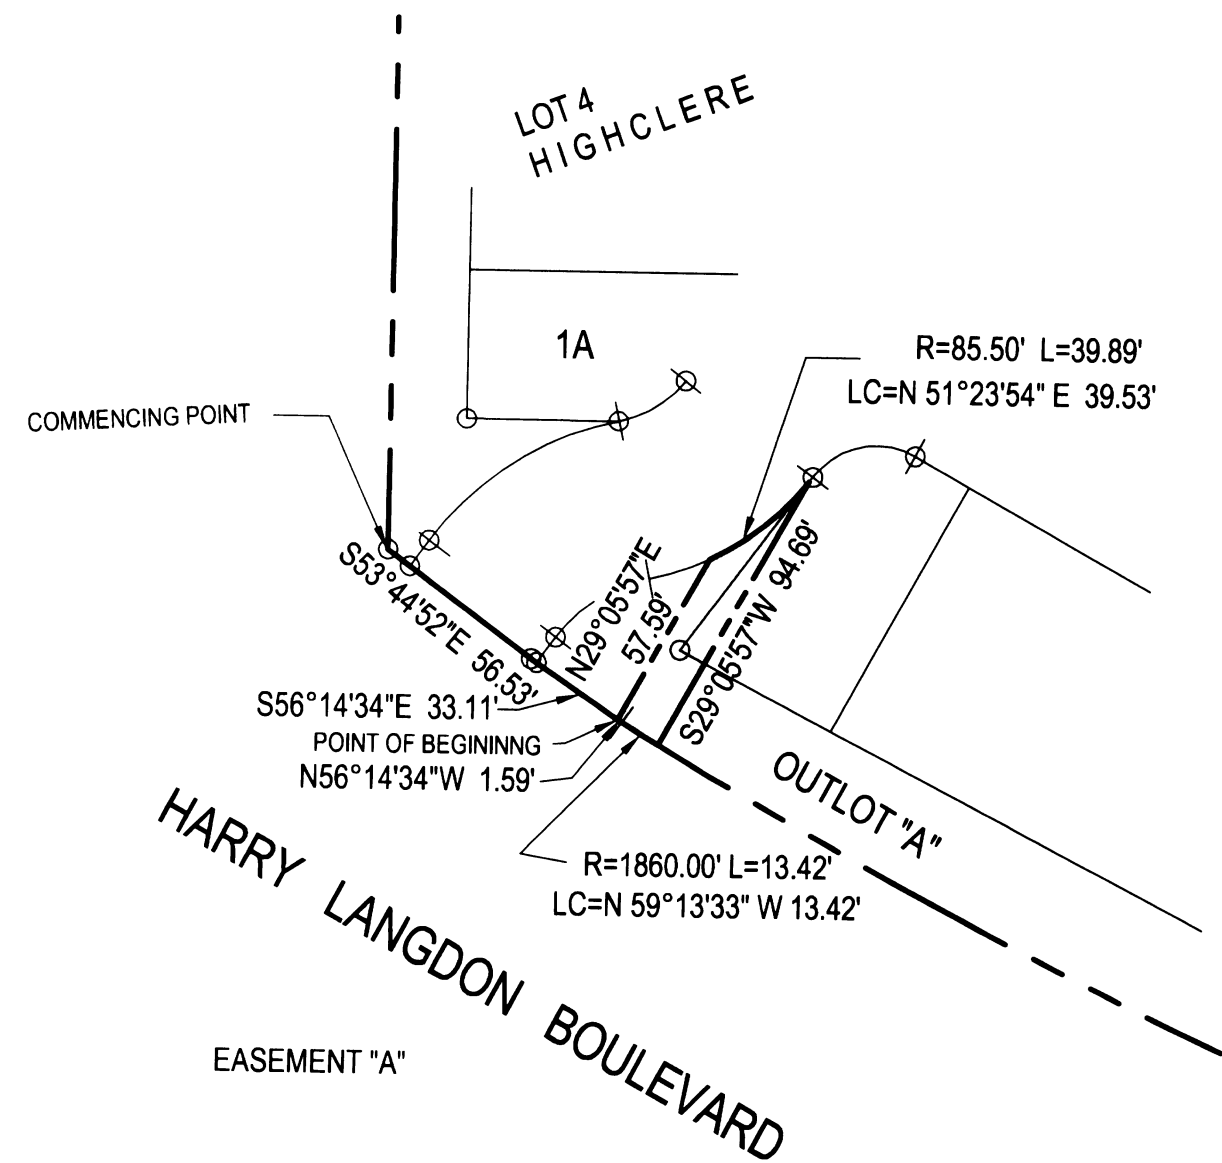 LOT 4
HIGHCLERE
1A
R=85.50' L=39.89'
LC=N 51°23'54" E 39.53'
COMMENCING POINT
S53°44'52"E 56.53'
N29°05'57"E
57.59'
S29°05'57"W 94.69'
S56°14'34"E 33.11'
POINT OF BEGININNG
N56°14'34"W 1.59'
OUTLOT "A"
R=1860.00' L=13.42'
LC=N 59°13'33" W 13.42'
HARRY LANGDON BOULEVARD
EASEMENT "A"